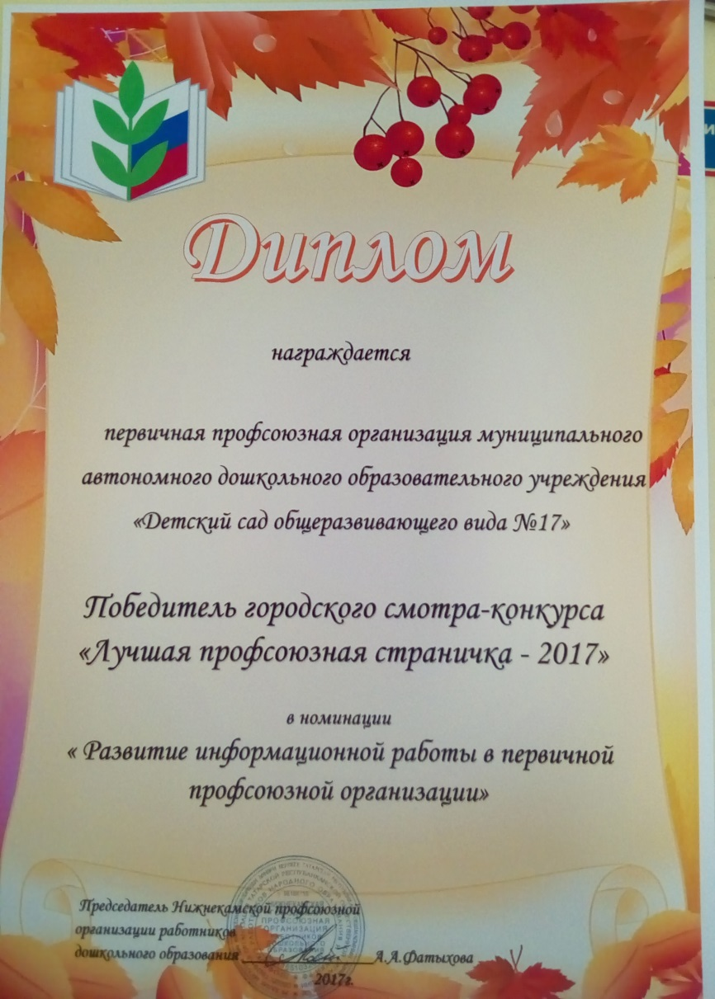 Диплом
награждается
первичная профсоюзная организация муниципального
автономного дошкольного образовательного учреждения
«Детский сад общеразвивающего вида №17»
Победитель городского смотра-конкурса
«Лучшая профсоюзная страничка - 2017»
в номинации
« Развитие информационной работы в первичной
профсоюзной организации»
Председатель Нижнекамской профсоюзной
организации работников
дошкольного образования А.А.Фатыхова
2017г.